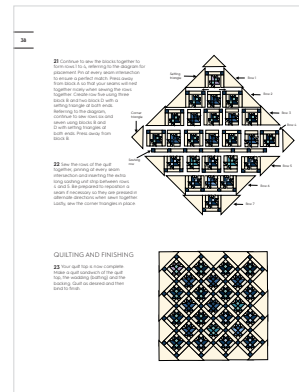 36
21 Continue to sew the blocks together to
form rows 1 to 4, referring to the diagram for
placement. Pin at every seam intersection
to ensure a perfect match. Press away
from block A so that your seams will nest
together nicely when sewing the rows
together. Create row five using three
block B and two block D with a
setting triangle at both ends.
Referring to the diagram,
continue to sew rows six and
seven using blocks B and
D with setting triangles at
both ends. Press away from
block B.
22 Sew the rows of the quilt
together, pinning at every seam
intersection and inserting the extra
long sashing unit strip between rows
4 and 5. Be prepared to reposition a
seam if necessary so they are pressed in
alternate directions when sewn together.
Lastly, sew the corner triangles in place.
Setting
triangle
Row 1
Row 2
Row 3
Corner
triangle
Row 4
Sashing
row
Row 5
Row 6
Row 7
QUILTING AND FINISHING
23 Your quilt top is now complete.
Make a quilt sandwich of the quilt
top, the wadding (batting) and the
backing. Quilt as desired and then
bind to finish.